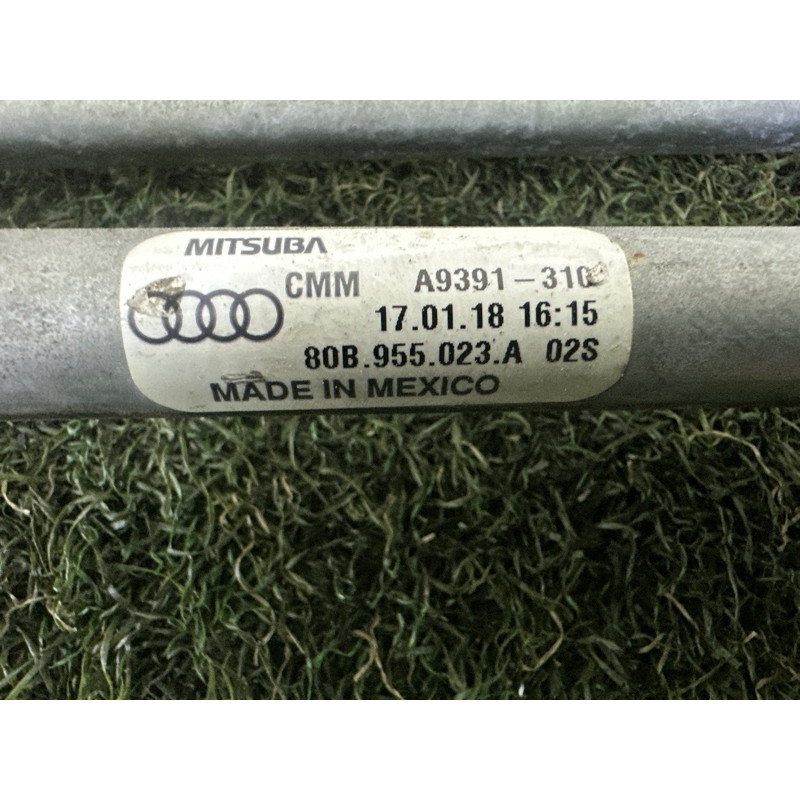 MITSUBA
CMM A9391-310
17.01.18 16:15
80B.955.023.A 02S
MADE IN MEXICO